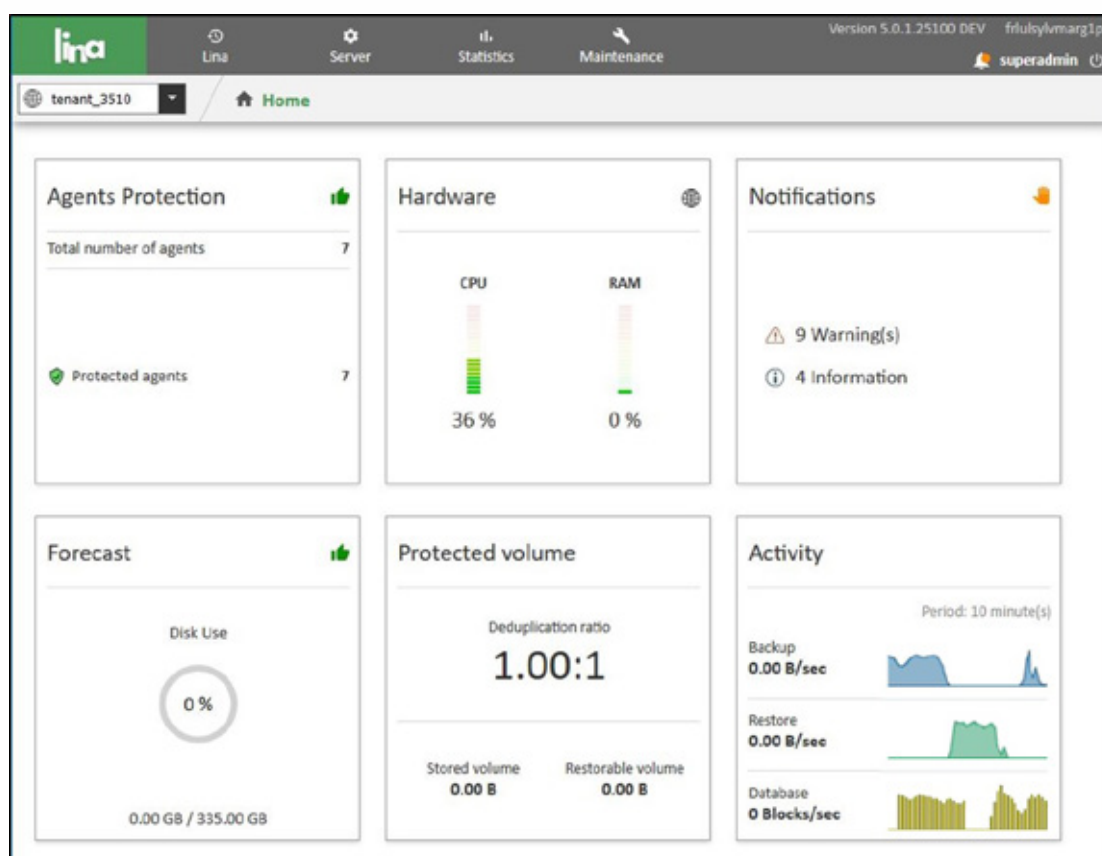 lina
Lina
Server
Statistics
Maintenance
Version 5.0.1.25100 DEV
superadmin
tenant_3510
Home
Agents Protection
Total number of agents 7
Protected agents 7
Hardware
CPU RAM
36 % 0 %
Notifications
9 Warning(s)
4 Information
Forecast
Disk Use
0 %
0.00 GB / 335.00 GB
Protected volume
Deduplication ratio
1.00:1
Stored volume Restorable volume
0.00 B 0.00 B
Activity
Period: 10 minute(s)
Backup
0.00 B/sec
Restore
0.00 B/sec
Database
0 Blocks/sec